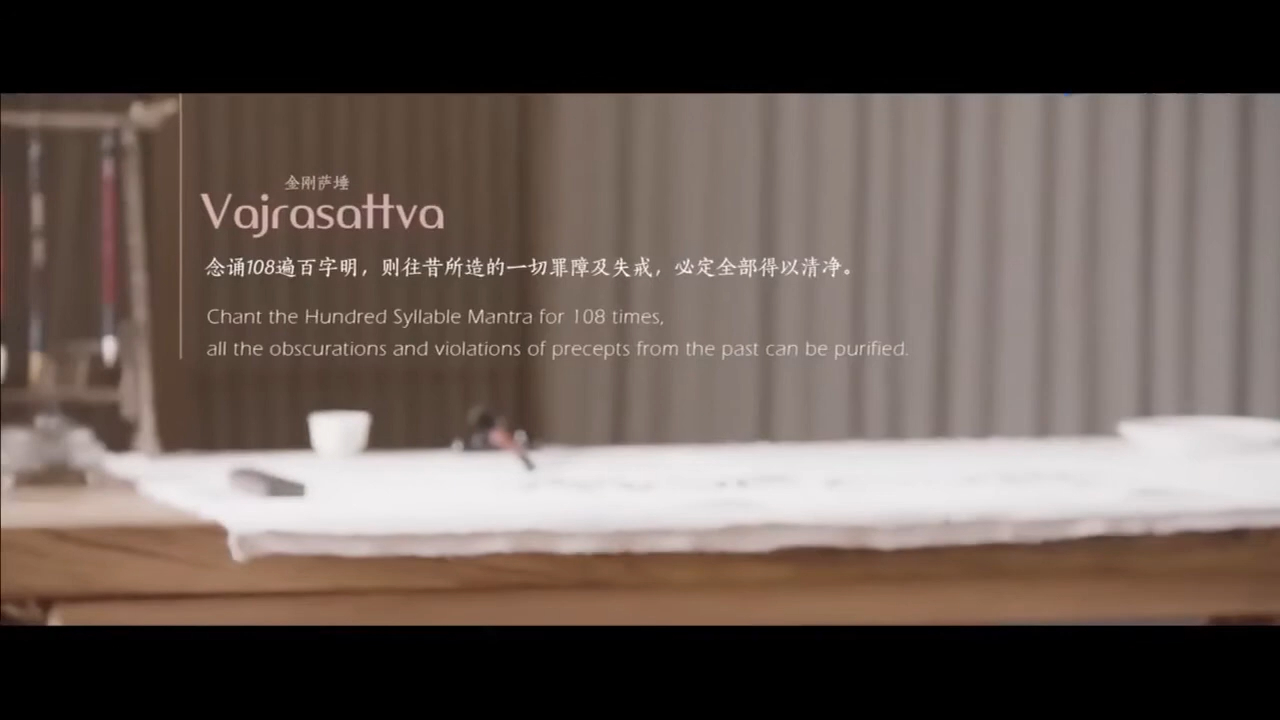 金刚萨埵
Vajrasattva
念诵108遍百字明，则往昔所造的一切罪障及失戒，必定全部得以清净。
Chant the Hundred Syllable Mantra for 108 times,
all the obscurations and violations of precepts from the past can be purified.